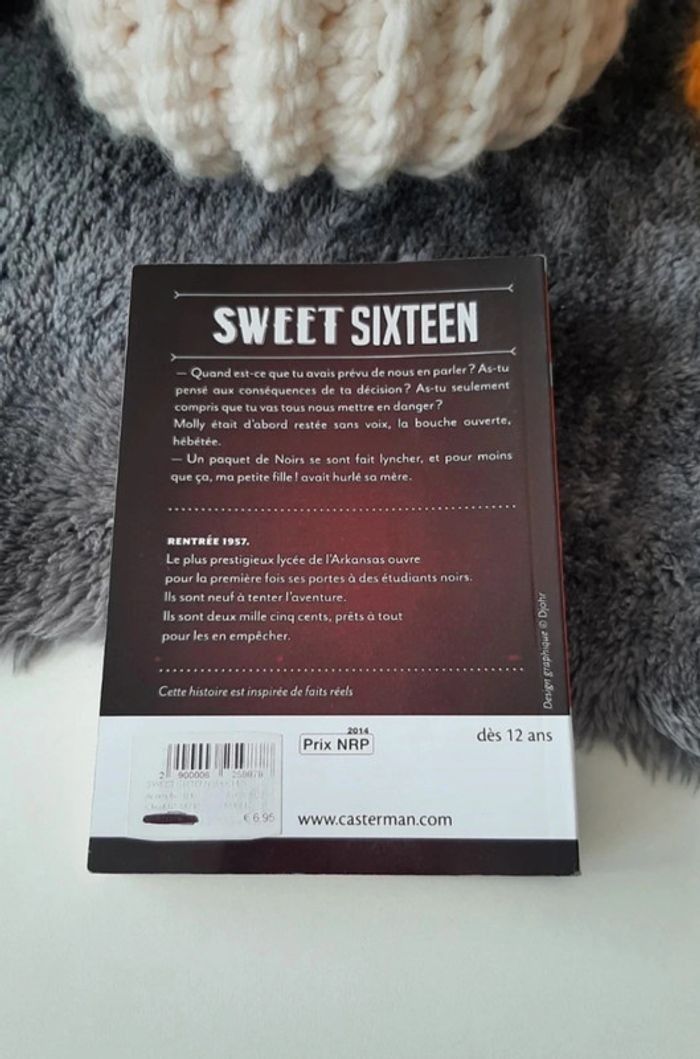 SWEET SIXTEEN
— Quand est-ce que tu avais prévu de nous en parler ? As-tu
pensé aux conséquences de ta décision ? As-tu seulement
compris que tu vas tous nous mettre en danger ?
Molly était d'abord restée sans voix, la bouche ouverte,
hébétée.
— Un paquet de Noirs se sont fait lyncher, et pour moins
que ça, ma petite fille ! avait hurlé sa mère.
RENTRÉE 1957.
Le plus prestigieux lycée de l'Arkansas ouvre
pour la première fois ses portes à des étudiants noirs.
Ils sont neuf à tenter l'aventure.
Ils sont deux mille cinq cents, prêts à tout
pour les en empêcher.
Cette histoire est inspirée de faits réels
Design graphique © Djohr
2014
Prix NRP
dès 12 ans
€ 6,95
www.casterman.com